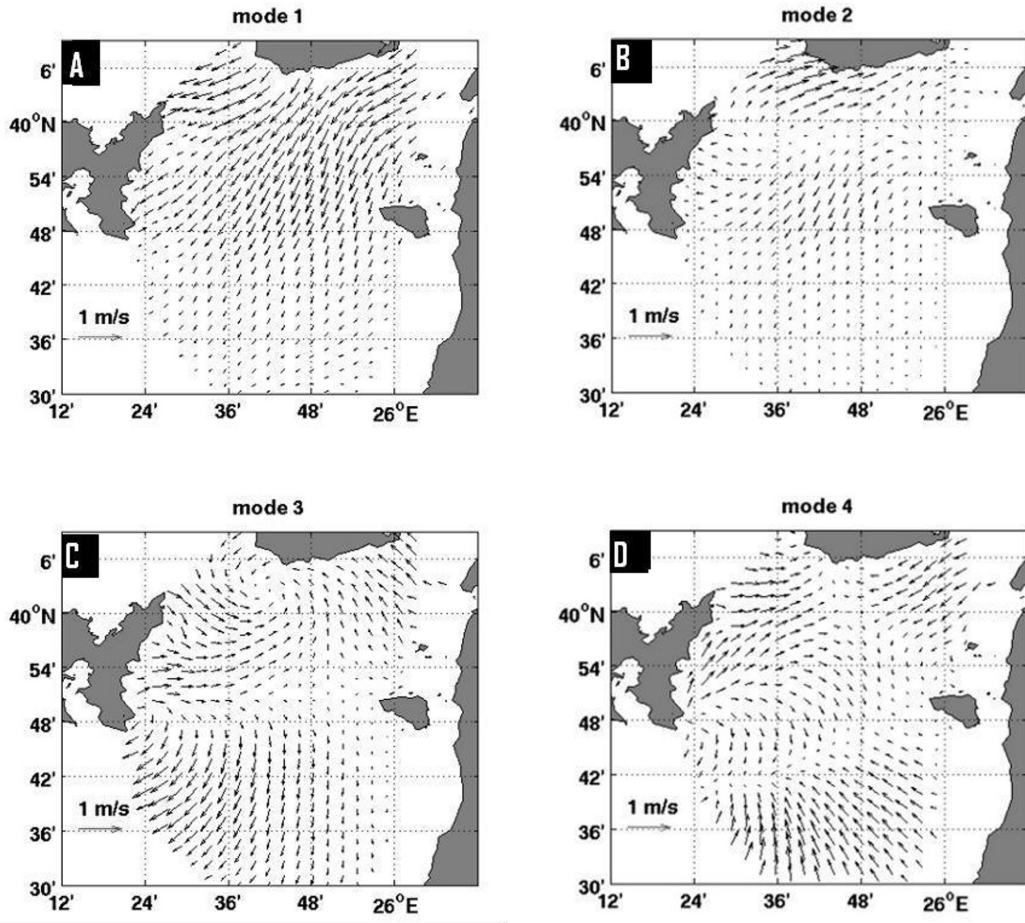 mode 1
A
6'
40°N
54'
48'
42'
36'
30'
1 m/s
12' 24' 36' 48' 26°E
mode 2
B
6'
40°N
54'
48'
42'
36'
30'
1 m/s
12' 24' 36' 48' 26°E
mode 3
C
6'
40°N
54'
48'
42'
36'
30'
1 m/s
12' 24' 36' 48' 26°E
mode 4
D
6'
40°N
54'
48'
42'
36'
30'
1 m/s
12' 24' 36' 48' 26°E